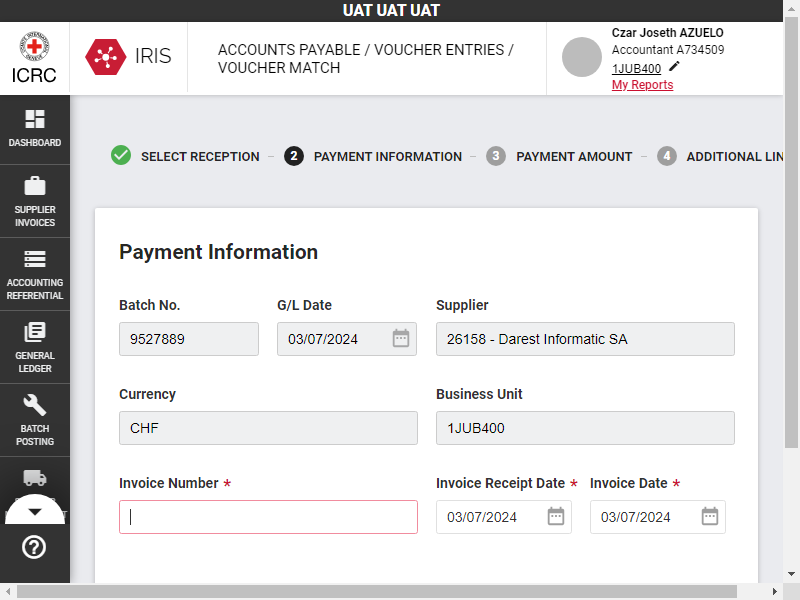 UAT UAT UAT
ICRC
IRIS
ACCOUNTS PAYABLE / VOUCHER ENTRIES /
VOUCHER MATCH
Czar Joseth AZUELO
Accountant A734509
1JUB400
My Reports
DASHBOARD
SUPPLIER
INVOICES
ACCOUNTING
REFERENTIAL
GENERAL
LEDGER
BATCH
POSTING
SELECT RECEPTION
2 PAYMENT INFORMATION
3 PAYMENT AMOUNT
4 ADDITIONAL LIN
Payment Information
Batch No.
G/L Date
Supplier
9527889
03/07/2024
26158 - Darest Informatic SA
Currency
Business Unit
CHF
1JUB400
Invoice Number *
Invoice Receipt Date *
Invoice Date *
03/07/2024
03/07/2024